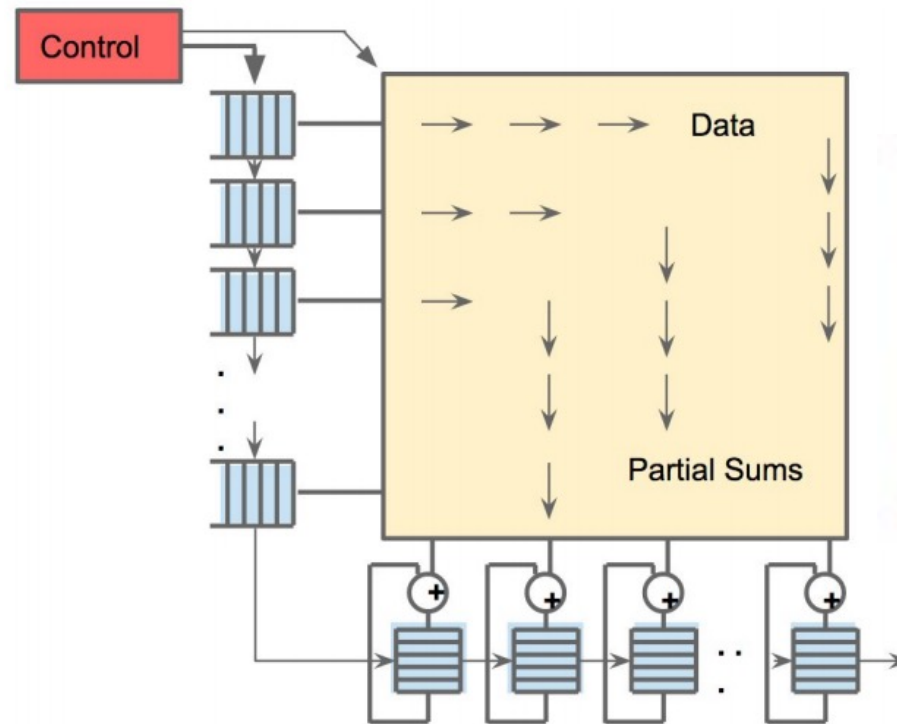 Control
Data
Partial Sums
+ + + +